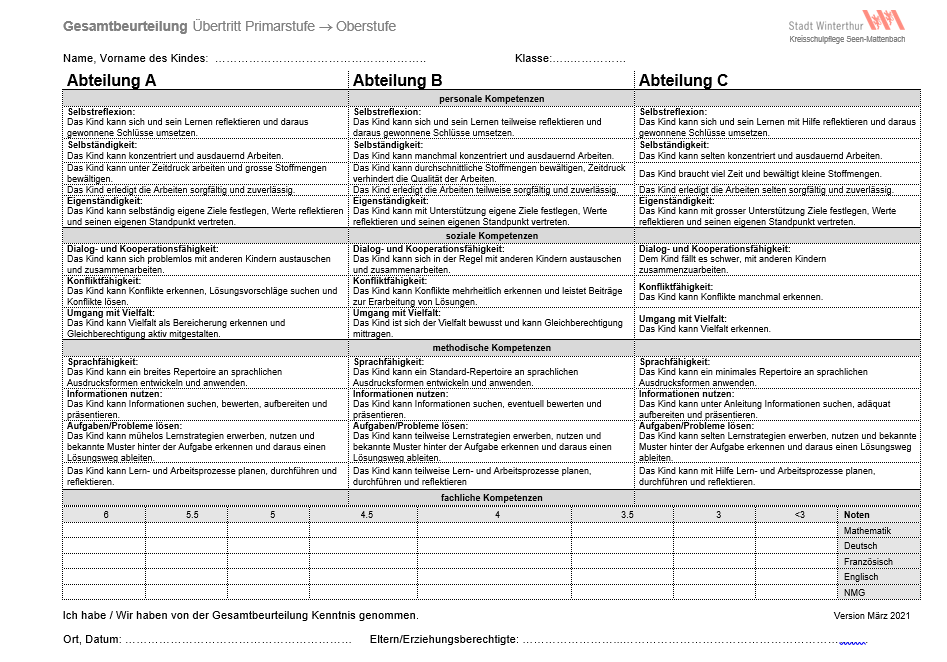 Gesamtbeurteilung Übertritt Primarstufe → Oberstufe
Stadt Winterthur
Kreisschulpflege Seen-Mattenbach
Name, Vorname des Kindes: ……………………………………………… Klasse:…………………
Abteilung A Abteilung B Abteilung C
personale Kompetenzen
Selbstreflexion: Selbstreflexion: Selbstreflexion:
Das Kind kann sich und sein Lernen reflektieren und daraus Das Kind kann sich und sein Lernen teilweise reflektieren und Das Kind kann sich und sein Lernen mit Hilfe reflektieren und daraus
gewonnene Schlüsse umsetzen. daraus gewonnene Schlüsse umsetzen. gewonnene Schlüsse umsetzen.
Selbständigkeit: Selbständigkeit: Selbständigkeit:
Das Kind kann konzentriert und ausdauernd Arbeiten. Das Kind kann manchmal konzentriert und ausdauernd Arbeiten. Das Kind kann selten konzentriert und ausdauernd Arbeiten.
Das Kind kann unter Zeitdruck arbeiten und grosse Stoffmengen Das Kind kann durchschnittliche Stoffmengen bewältigen, Zeitdruck Das Kind braucht viel Zeit und bewältigt kleine Stoffmengen.
bewältigen. verhindert die Qualität der Arbeiten.
Das Kind erledigt die Arbeiten sorgfältig und zuverlässig. Das Kind erledigt die Arbeiten teilweise sorgfältig und zuverlässig. Das Kind erledigt die Arbeiten selten sorgfältig und zuverlässig.
Eigenständigkeit: Eigenständigkeit: Eigenständigkeit:
Das Kind kann selbständig eigene Ziele festlegen, Werte reflektieren Das Kind kann mit Unterstützung eigene Ziele festlegen, Werte Das Kind kann mit grosser Unterstützung Ziele festlegen, Werte
und seinen eigenen Standpunkt vertreten. reflektieren und seinen eigenen Standpunkt vertreten. reflektieren und seinen eigenen Standpunkt vertreten.
soziale Kompetenzen
Dialog- und Kooperationsfähigkeit: Dialog- und Kooperationsfähigkeit: Dialog- und Kooperationsfähigkeit:
Das Kind kann sich problemlos mit anderen Kindern austauschen Das Kind kann sich in der Regel mit anderen Kindern austauschen Dem Kind fällt es schwer, mit anderen Kindern
und zusammenarbeiten. und zusammenarbeiten. zusammenzuarbeiten.
Konfliktfähigkeit: Konfliktfähigkeit: Konfliktfähigkeit:
Das Kind kann Konflikte erkennen, Lösungsvorschläge suchen und Das Kind kann Konflikte mehrheitlich erkennen und leistet Beiträge Das Kind kann Konflikte manchmal erkennen.
Konflikte lösen. zur Erarbeitung von Lösungen.
Umgang mit Vielfalt: Umgang mit Vielfalt: Umgang mit Vielfalt:
Das Kind kann Vielfalt als Bereicherung erkennen und Das Kind ist sich der Vielfalt bewusst und kann Gleichberechtigung Das Kind kann Vielfalt erkennen.
Gleichberechtigung aktiv mitgestalten. mittragen.
methodische Kompetenzen
Sprachfähigkeit: Sprachfähigkeit: Sprachfähigkeit:
Das Kind kann ein breites Repertoire an sprachlichen Das Kind kann ein Standard-Repertoire an sprachlichen Das Kind kann ein minimales Repertoire an sprachlichen
Ausdrucksformen entwickeln und anwenden. Ausdrucksformen entwickeln und anwenden. Ausdrucksformen anwenden.
Informationen nutzen: Informationen nutzen: Informationen nutzen:
Das Kind kann Informationen suchen, bewerten, aufbereiten und Das Kind kann Informationen suchen, eventuell bewerten und Das Kind kann unter Anleitung Informationen suchen, adäquat
präsentieren. präsentieren. aufbereiten und präsentieren.
Aufgaben/Probleme lösen: Aufgaben/Probleme lösen: Aufgaben/Probleme lösen:
Das Kind kann mühelos Lernstrategien erwerben, nutzen und Das Kind kann teilweise Lernstrategien erwerben, nutzen und Das Kind kann selten Lernstrategien erwerben, nutzen und bekannte
bekannte Muster hinter der Aufgabe erkennen und daraus einen bekannte Muster hinter der Aufgabe erkennen und daraus einen Muster hinter der Aufgabe erkennen und daraus einen Lösungsweg
Lösungsweg ableiten. Lösungsweg ableiten. ableiten.
Das Kind kann Lern- und Arbeitsprozesse planen, durchführen und Das Kind kann teilweise Lern- und Arbeitsprozesse planen, Das Kind kann mit Hilfe Lern- und Arbeitsprozesse planen,
reflektieren. durchführen und reflektieren. durchführen und reflektieren.
fachliche Kompetenzen
6 5.5 5 4.5 4 3.5 3 <3 Noten
Mathematik
Deutsch
Französisch
Englisch
NMG
Ich habe / Wir haben von der Gesamtbeurteilung Kenntnis genommen. Version März 2021
Ort, Datum: ………………………………………………… Eltern/Erziehungsberechtigte: ……………………………………………………………………